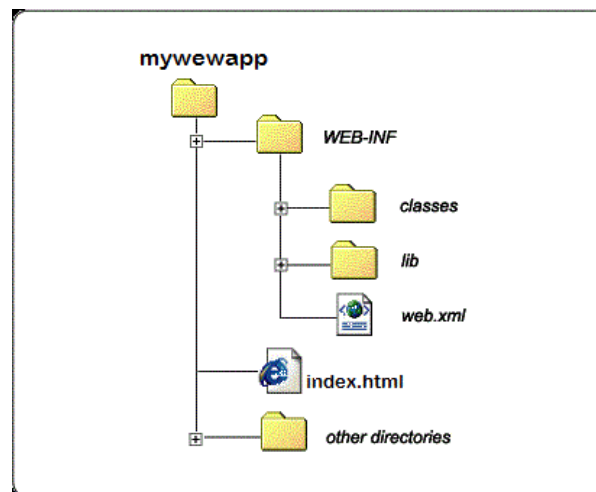 mywewapp
WEB-INF
classes
lib
web.xml
index.html
other directories